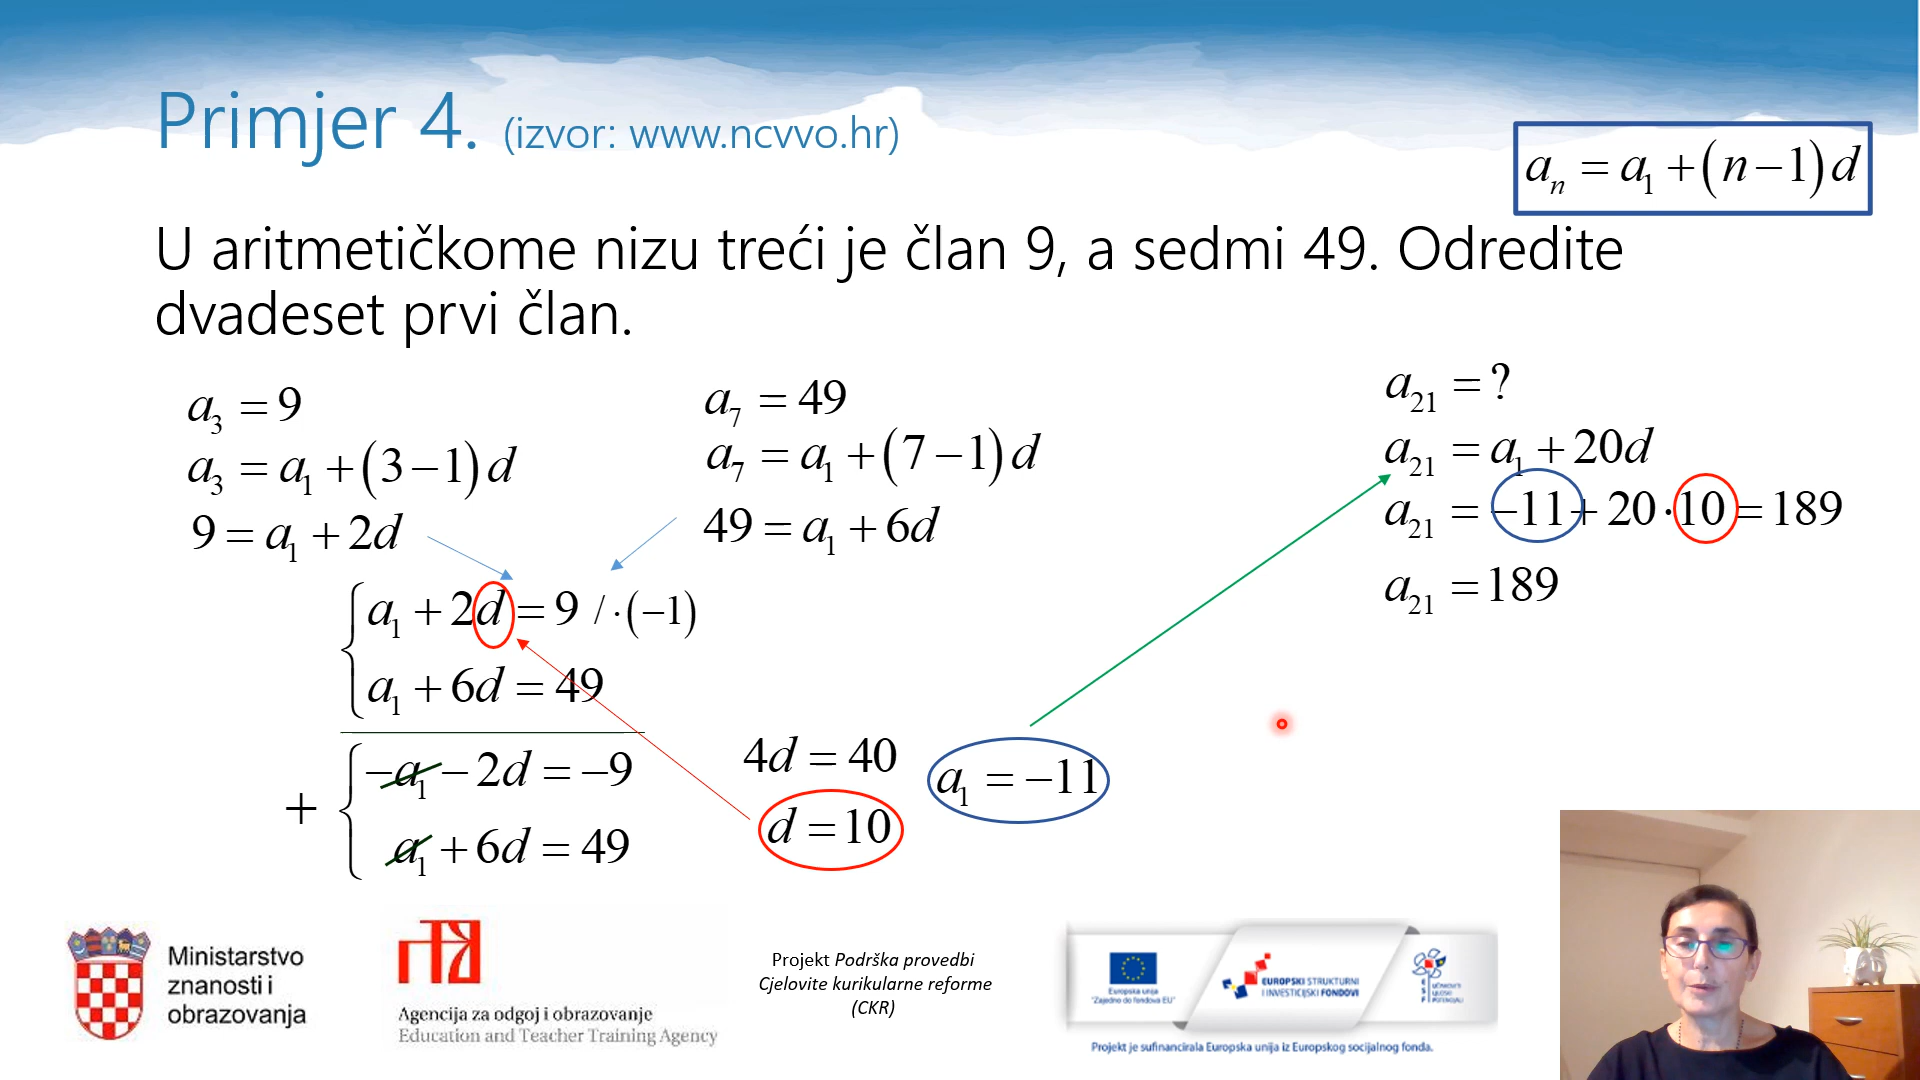 Primjer 4. (izvor: www.ncvvo.hr)
aₙ = a₁ + (n − 1) d
U aritmetičkome nizu treći je član 9, a sedmi 49. Odredite
dvadeset prvi član.
a₃ = 9
a₃ = a₁ + (3 − 1) d
9 = a₁ + 2d
a₇ = 49
a₇ = a₁ + (7 − 1) d
49 = a₁ + 6d
a₁ + 2d = 9 / · (−1)
a₁ + 6d = 49
+
−a₁ − 2d = −9
a₁ + 6d = 49
4d = 40
d = 10
a₁ = −11
a₂₁ = ?
a₂₁ = a₁ + 20d
a₂₁ = −11 + 20 · 10 = 189
a₂₁ = 189
Ministarstvo
znanosti i
obrazovanja
Agencija za odgoj i obrazovanje
Education and Teacher Training Agency
Projekt Podrška provedbi
Cjelovite kurikularne reforme
(CKR)
Europska unija
"Zajedno do fondova EU"
EUROPSKI STRUKTURNI
I INVESTICIJSKI FONDOVI
Projekt je sufinancirala Europska unija iz Europskog socijalnog fonda.